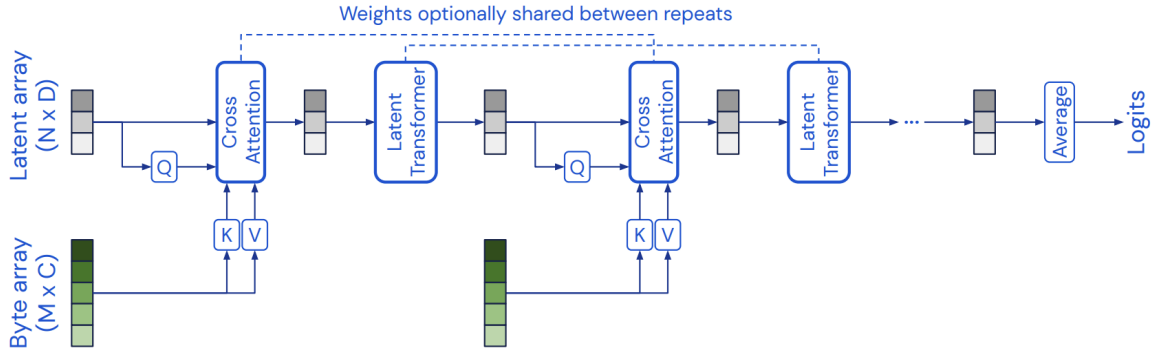 Weights optionally shared between repeats
Latent array
(N x D)
Q
Cross
Attention
Latent
Transformer
Q
Cross
Attention
Latent
Transformer
...
Average
Logits
Byte array
(M x C)
K
V
K
V